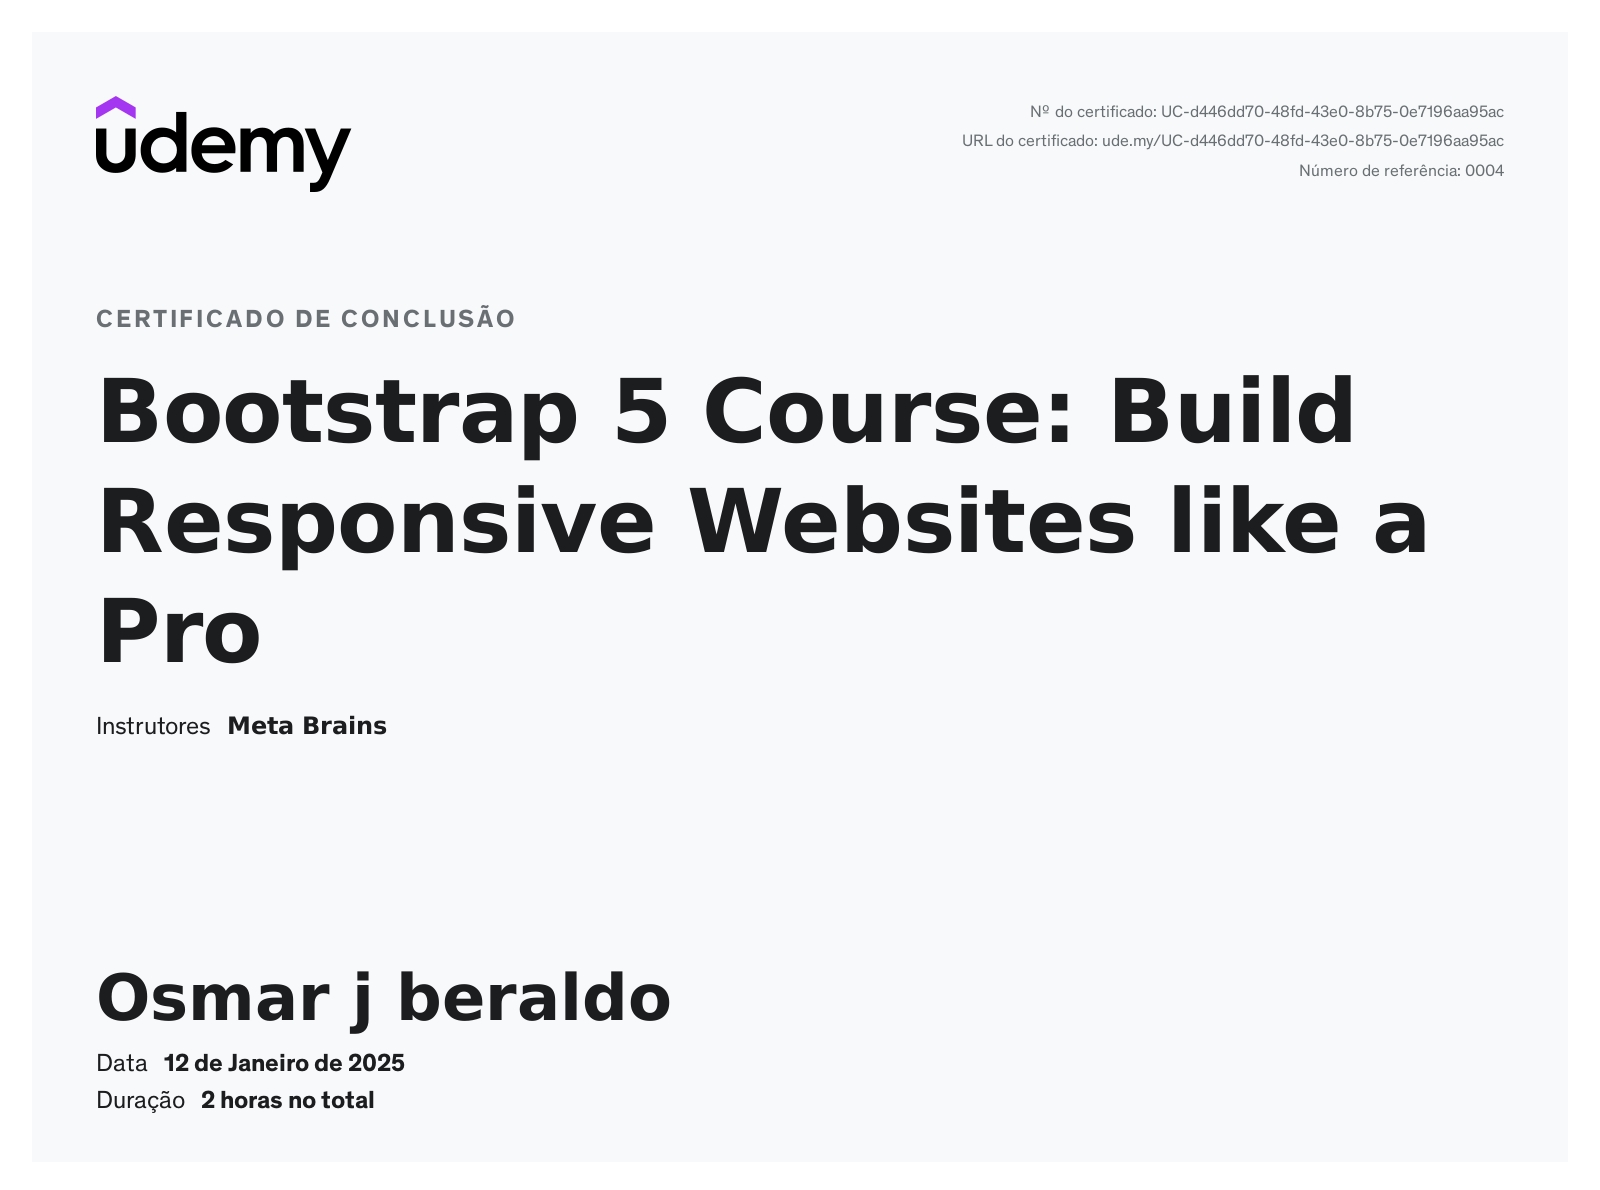 udemy
Nº do certificado: UC-d446dd70-48fd-43e0-8b75-0e7196aa95ac
URL do certificado: ude.my/UC-d446dd70-48fd-43e0-8b75-0e7196aa95ac
Número de referência: 0004
CERTIFICADO DE CONCLUSÃO
Bootstrap 5 Course: Build
Responsive Websites like a
Pro
Instrutores Meta Brains
Osmar j beraldo
Data 12 de Janeiro de 2025
Duração 2 horas no total